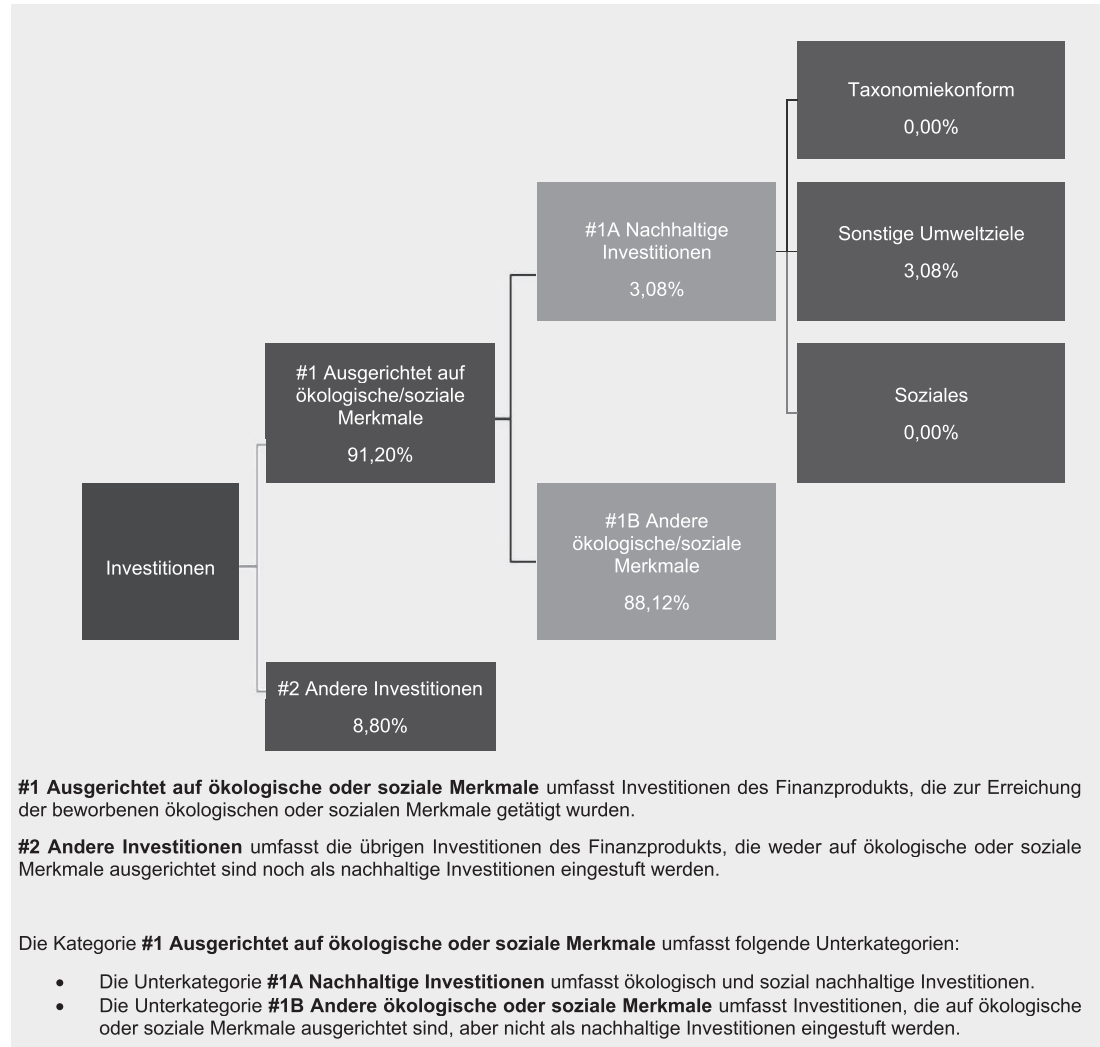 Taxonomiekonform
0,00%
#1A Nachhaltige
Investitionen
3,08%
Sonstige Umweltziele
3,08%
#1 Ausgerichtet auf
ökologische/soziale
Merkmale
91,20%
Soziales
0,00%
Investitionen
#1B Andere
ökologische/soziale
Merkmale
88,12%
#2 Andere Investitionen
8,80%
#1 Ausgerichtet auf ökologische oder soziale Merkmale umfasst Investitionen des Finanzprodukts, die zur Erreichung
der beworbenen ökologischen oder sozialen Merkmale getätigt wurden.
#2 Andere Investitionen umfasst die übrigen Investitionen des Finanzprodukts, die weder auf ökologische oder soziale
Merkmale ausgerichtet sind noch als nachhaltige Investitionen eingestuft werden.
Die Kategorie #1 Ausgerichtet auf ökologische oder soziale Merkmale umfasst folgende Unterkategorien:
• Die Unterkategorie #1A Nachhaltige Investitionen umfasst ökologisch und sozial nachhaltige Investitionen.
• Die Unterkategorie #1B Andere ökologische oder soziale Merkmale umfasst Investitionen, die auf ökologische
oder soziale Merkmale ausgerichtet sind, aber nicht als nachhaltige Investitionen eingestuft werden.